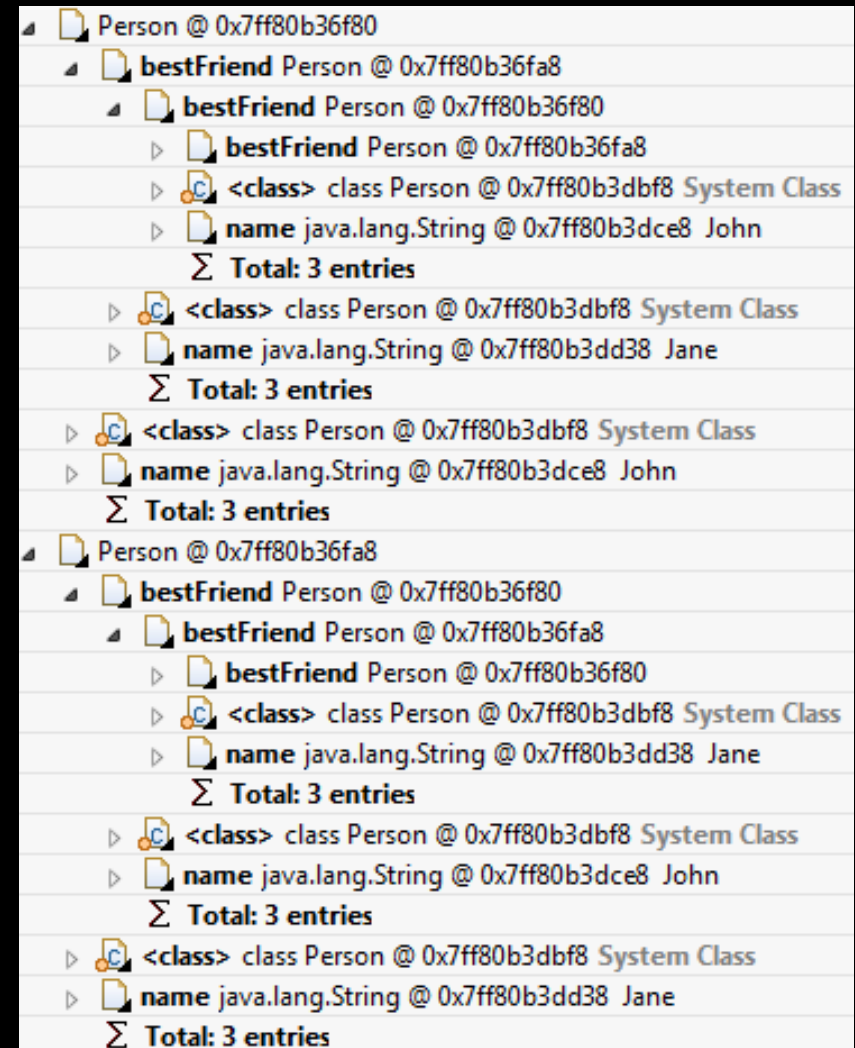 Person @ 0x7ff80b36f80
bestFriend Person @ 0x7ff80b36fa8
bestFriend Person @ 0x7ff80b36f80
bestFriend Person @ 0x7ff80b36fa8
<class> class Person @ 0x7ff80b3dbf8 System Class
name java.lang.String @ 0x7ff80b3dce8 John
Σ Total: 3 entries
<class> class Person @ 0x7ff80b3dbf8 System Class
name java.lang.String @ 0x7ff80b3dd38 Jane
Σ Total: 3 entries
<class> class Person @ 0x7ff80b3dbf8 System Class
name java.lang.String @ 0x7ff80b3dce8 John
Σ Total: 3 entries
Person @ 0x7ff80b36fa8
bestFriend Person @ 0x7ff80b36f80
bestFriend Person @ 0x7ff80b36fa8
bestFriend Person @ 0x7ff80b36f80
<class> class Person @ 0x7ff80b3dbf8 System Class
name java.lang.String @ 0x7ff80b3dd38 Jane
Σ Total: 3 entries
<class> class Person @ 0x7ff80b3dbf8 System Class
name java.lang.String @ 0x7ff80b3dce8 John
Σ Total: 3 entries
<class> class Person @ 0x7ff80b3dbf8 System Class
name java.lang.String @ 0x7ff80b3dd38 Jane
Σ Total: 3 entries